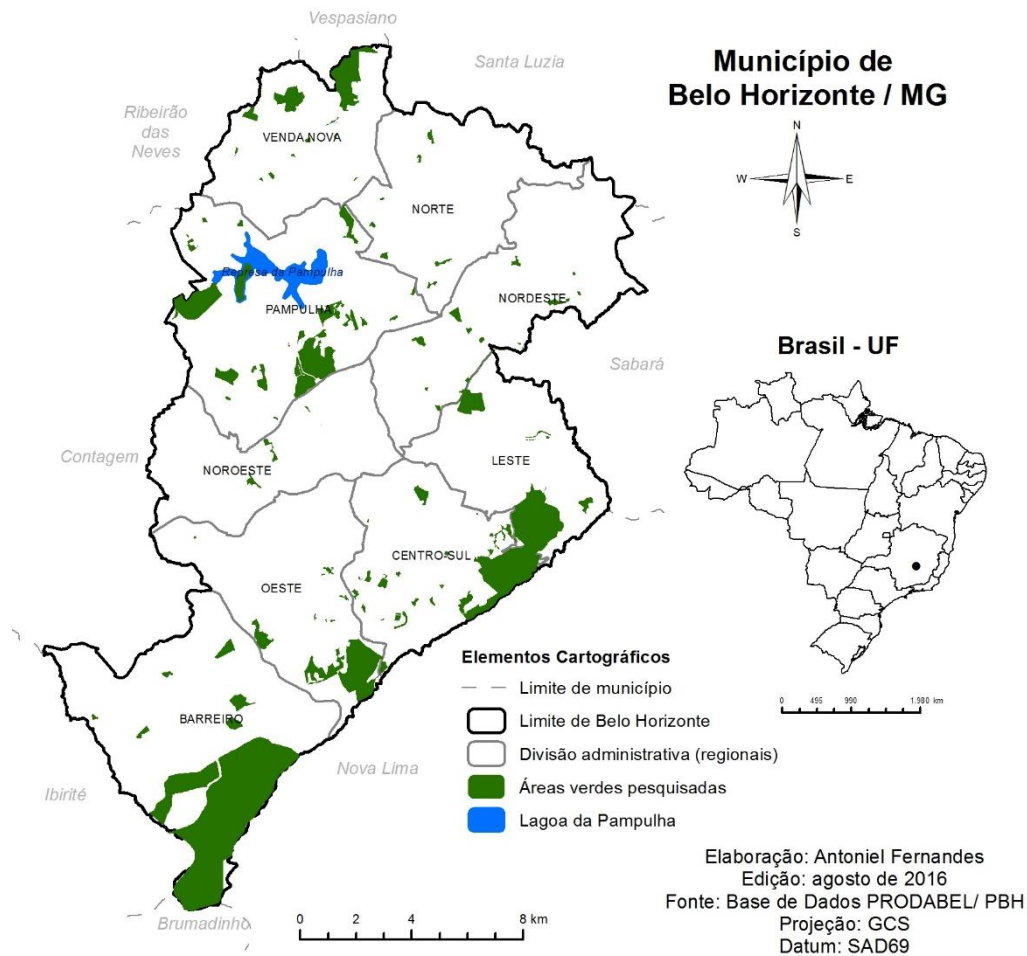 Município de
Belo Horizonte / MG
N
W
E
S
Vespasiano
Santa Luzia
Ribeirão
das
Neves
VENDA NOVA
NORTE
Represa da Pampulha
PAMPULHA
NORDESTE
Sabará
Contagem
NOROESTE
LESTE
CENTRO-SUL
OESTE
BARREIRO
Nova Lima
Ibirité
Brumadinho
Brasil - UF
0 495 990 1.980 km
Elementos Cartográficos
Limite de município
Limite de Belo Horizonte
Divisão administrativa (regionais)
Áreas verdes pesquisadas
Lagoa da Pampulha
0 2 4 8 km
Elaboração: Antoniel Fernandes
Edição: agosto de 2016
Fonte: Base de Dados PRODABEL/ PBH
Projeção: GCS
Datum: SAD69